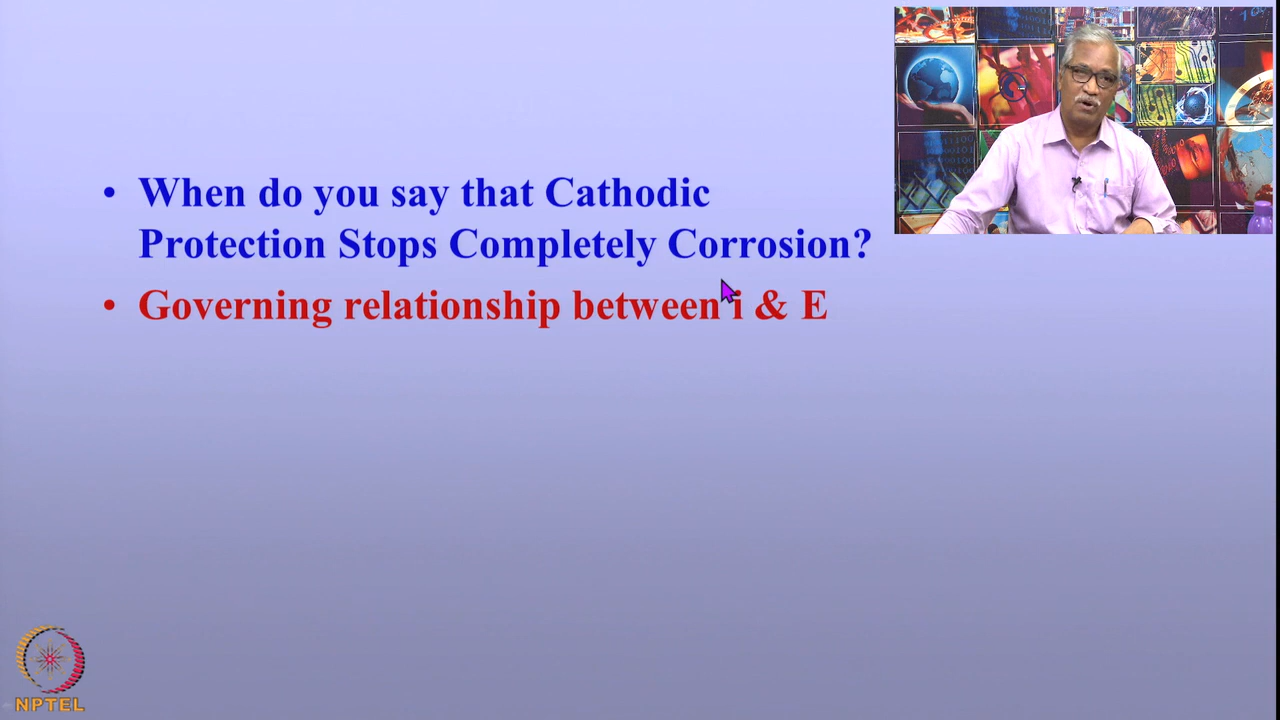 • When do you say that Cathodic
Protection Stops Completely Corrosion?
• Governing relationship between i & E
NPTEL